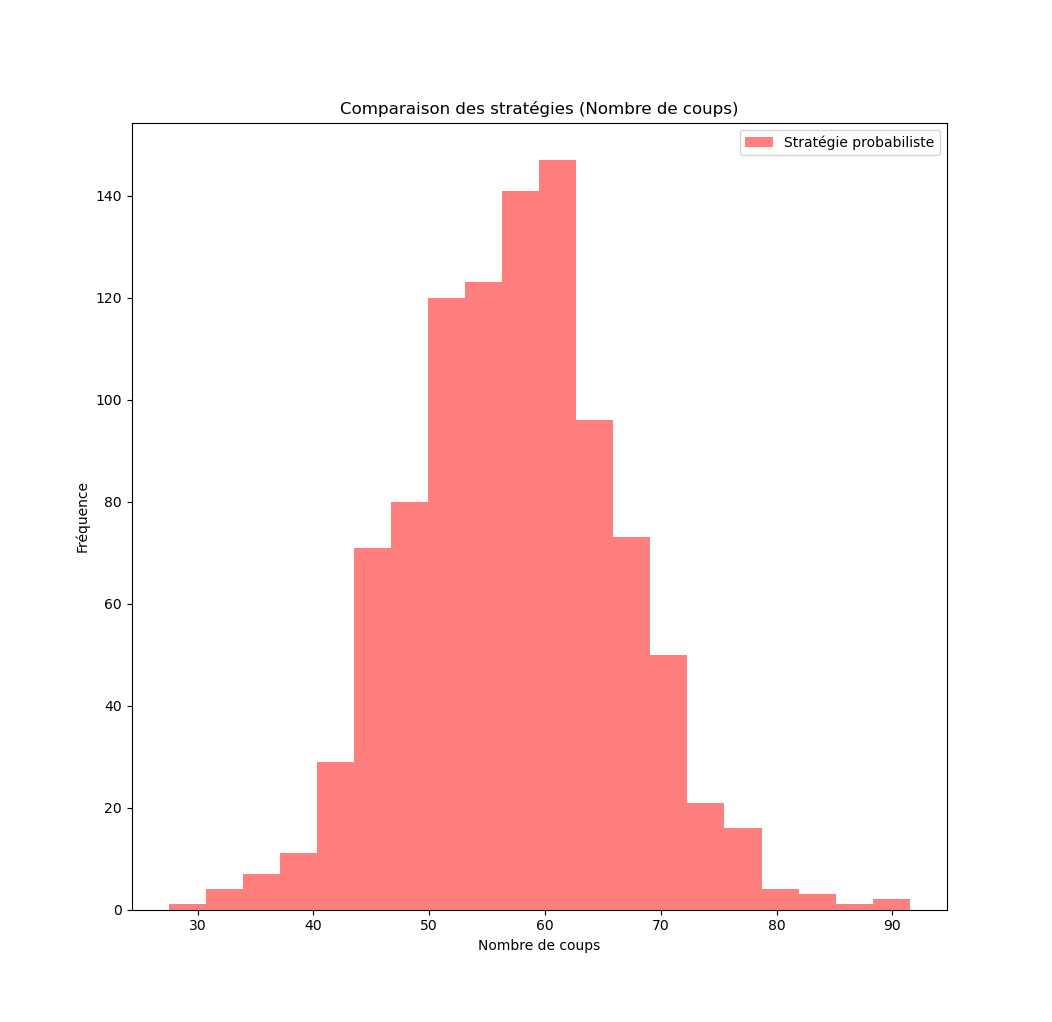 Comparaison des stratégies (Nombre de coups)
Stratégie probabiliste
140
120
100
80
60
40
20
0
Fréquence
30 40 50 60 70 80 90
Nombre de coups